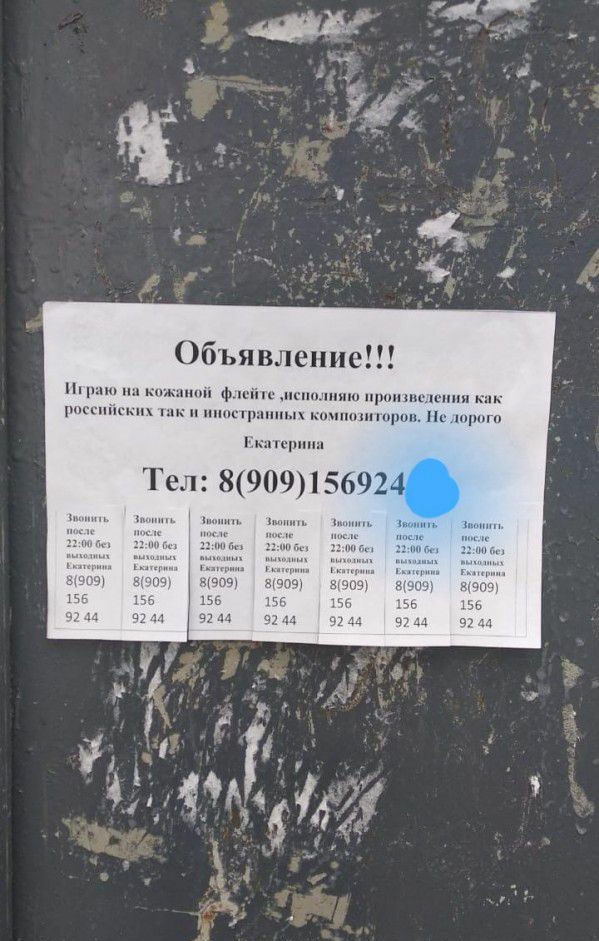 Объявление!!!
Играю на кожаной флейте ,исполняю произведения как
российских так и иностранных композиторов. Не дорого
Екатерина
Тел: 8(909)156924
Звонить
после
22:00 без
выходных
Екатерина
8(909)
156
92 44
Звонить
после
22:00 без
выходных
Екатерина
8(909)
156
92 44
Звонить
после
22:00 без
выходных
Екатерина
8(909)
156
92 44
Звонить
после
22:00 без
выходных
Екатерина
8(909)
156
92 44
Звонить
после
22:00 без
выходных
Екатерина
8(909)
156
92 44
Звонить
после
22:00 без
выходных
Екатерина
8(909)
156
92 44
Звонить
после
22:00 без
выходных
Екатерина
8(909)
156
92 44